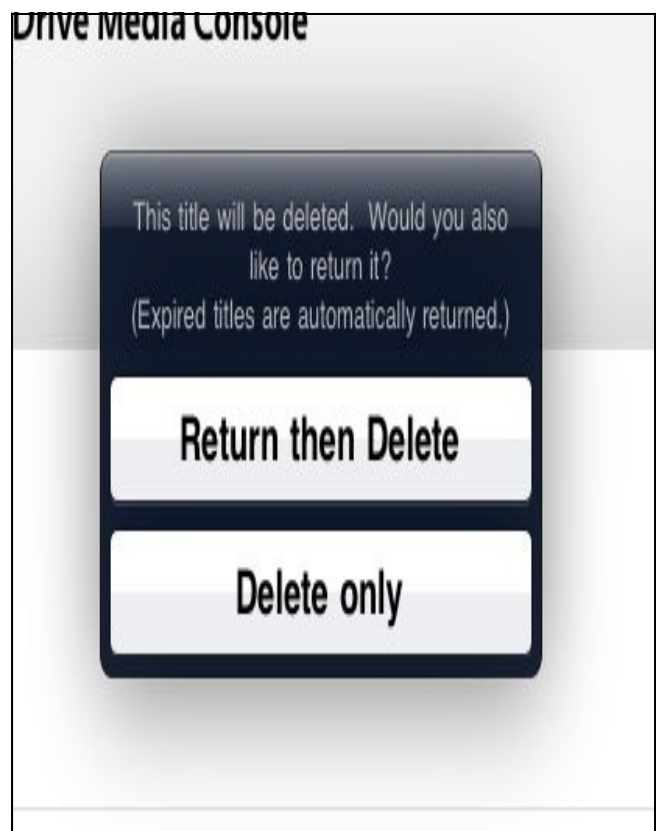 Drive Media Console
This title will be deleted. Would you also
like to return it?
(Expired titles are automatically returned.)
Return then Delete
Delete only